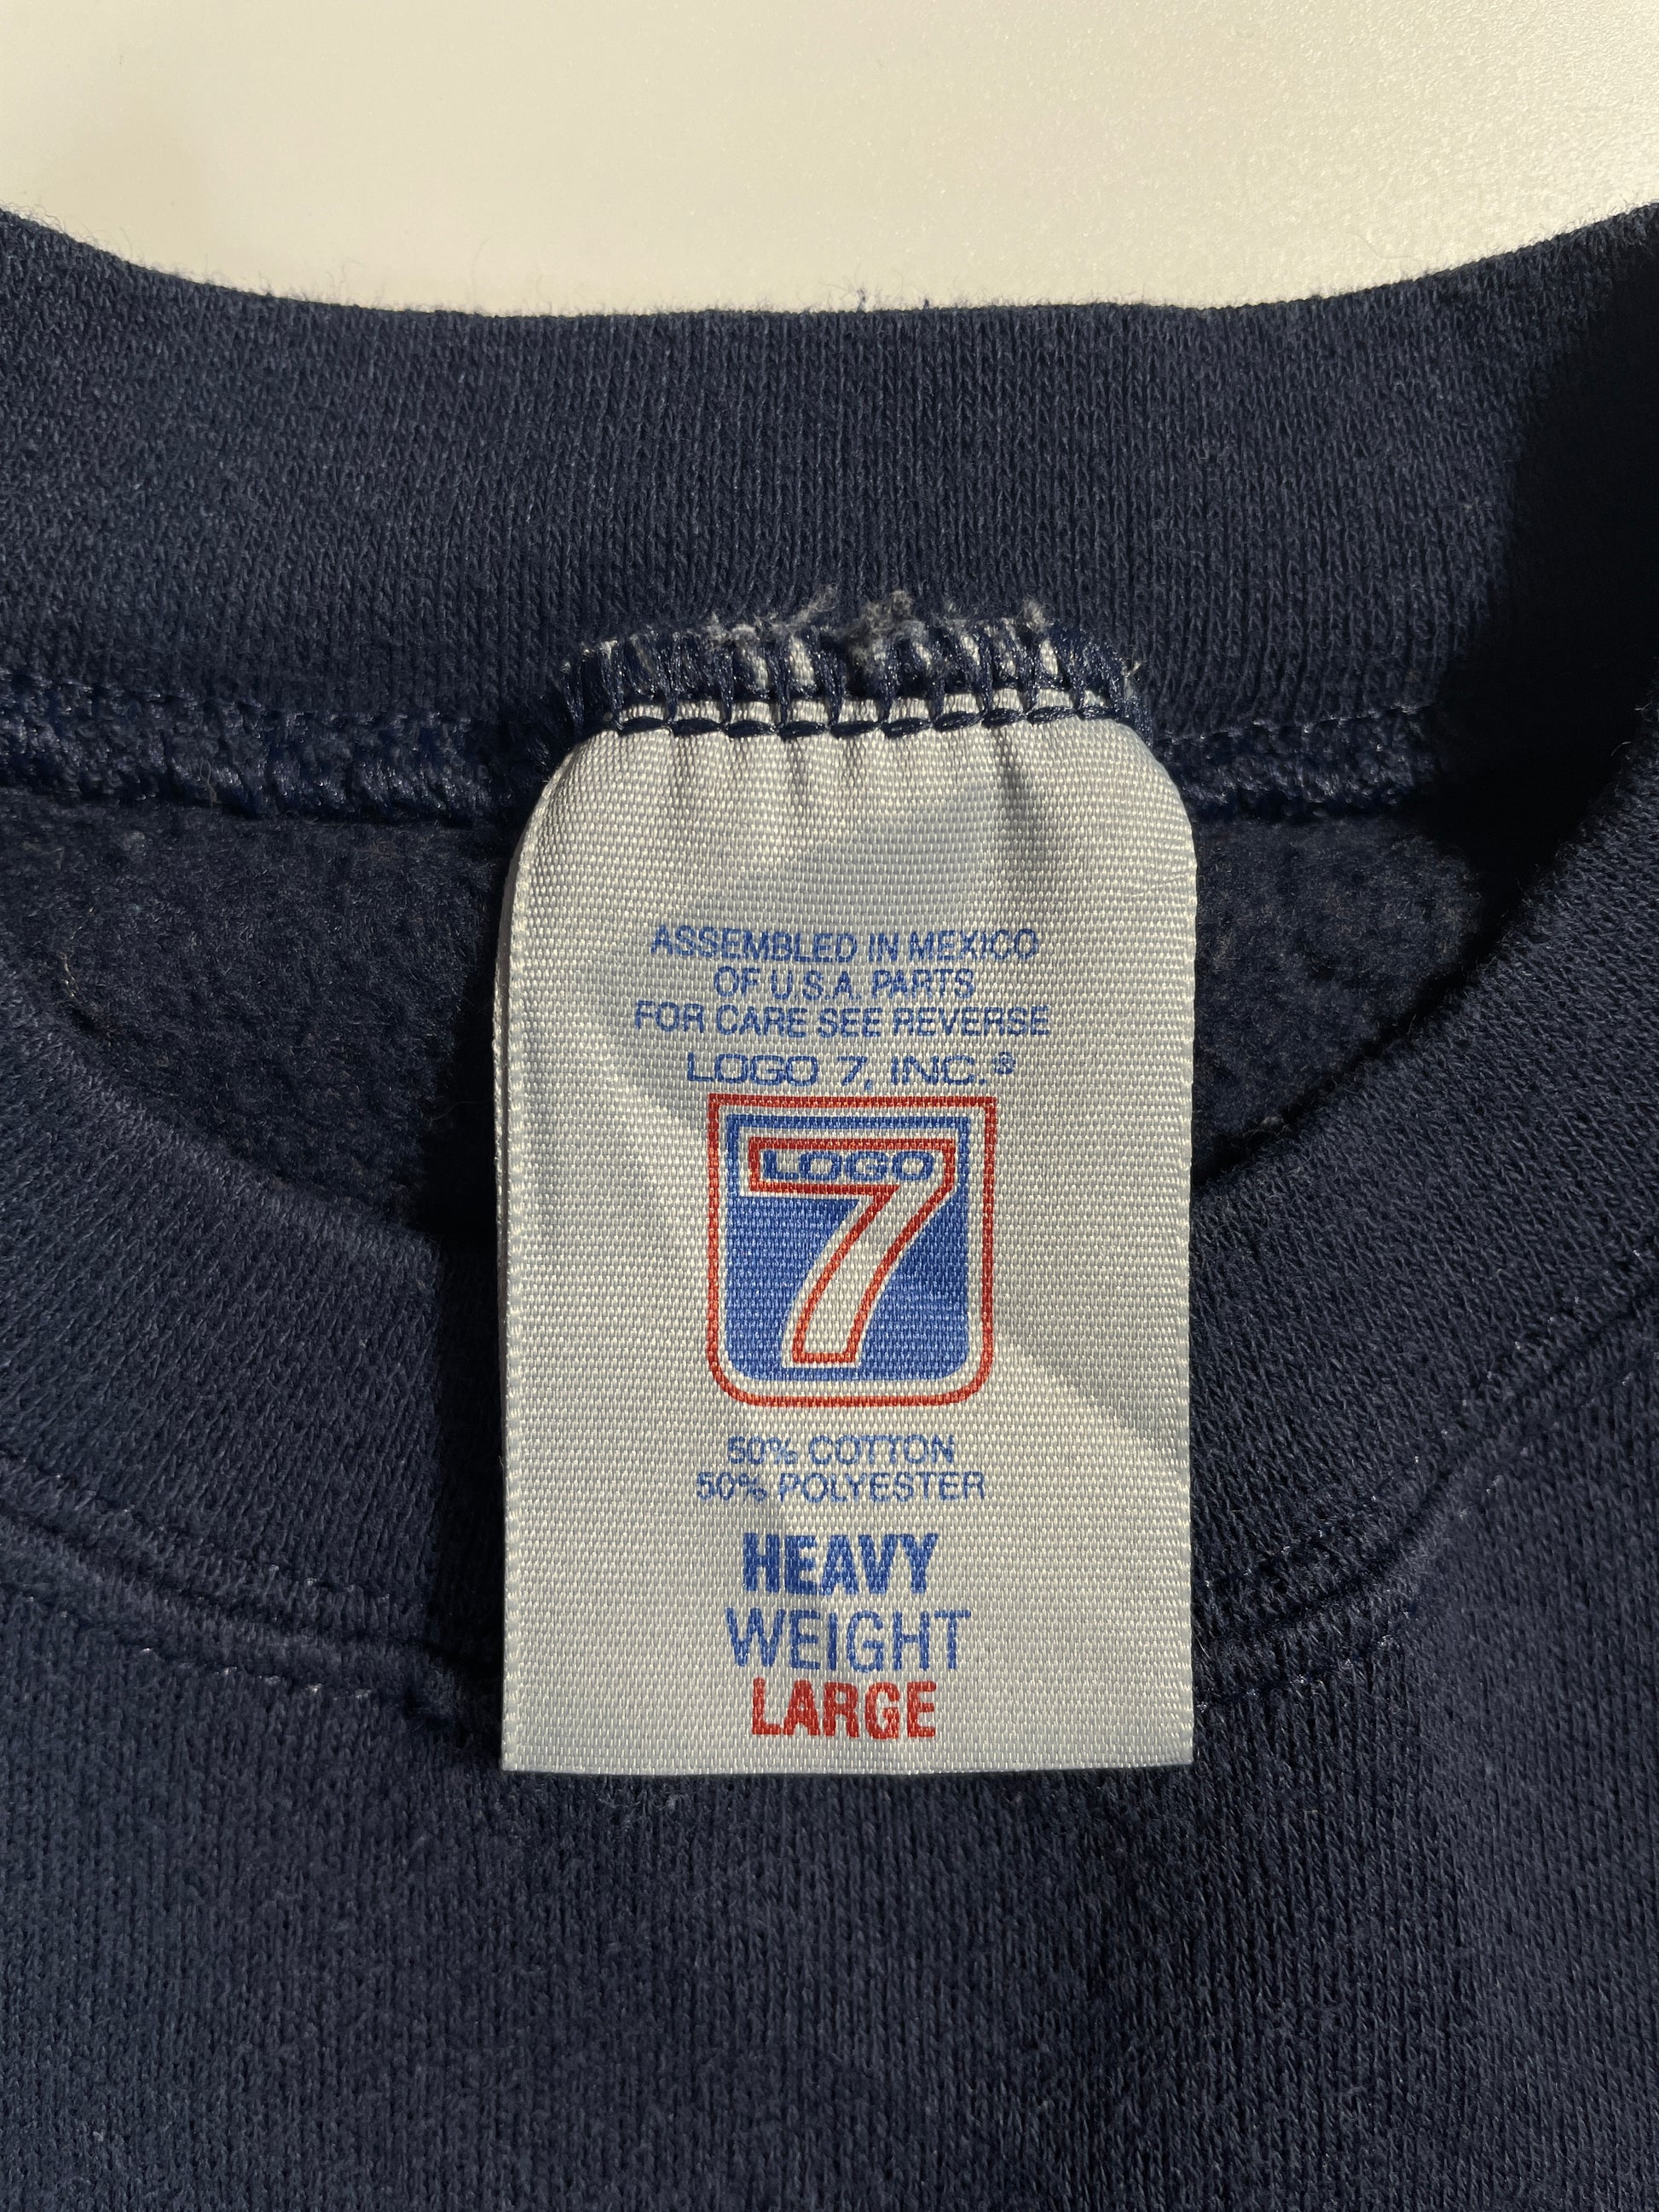 ASSEMBLED IN MEXICO
OF U.S.A. PARTS
FOR CARE SEE REVERSE
LOGO 7, INC.®
LOGO
7
50% COTTON
50% POLYESTER
HEAVY
WEIGHT
LARGE